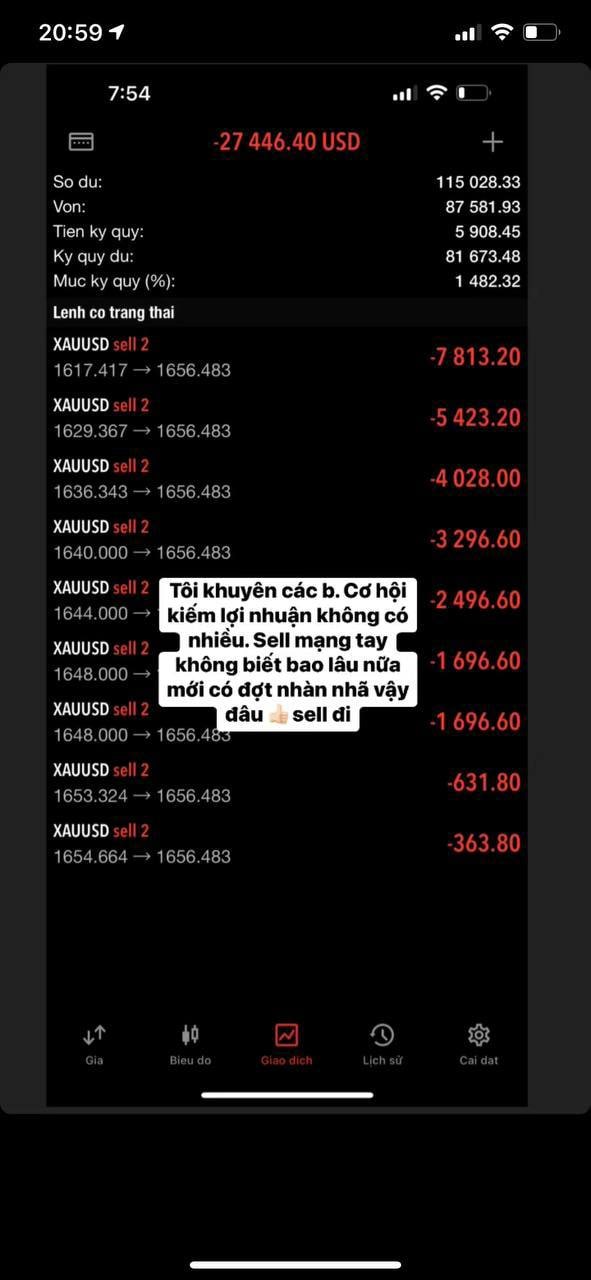 20:59
7:54
-27 446.40 USD
So du: 115 028.33
Von: 87 581.93
Tien ky quy: 5 908.45
Ky quy du: 81 673.48
Muc ky quy (%): 1 482.32
Lenh co trang thai
XAUUSD sell 2
1617.417 → 1656.483 -7 813.20
XAUUSD sell 2
1629.367 → 1656.483 -5 423.20
XAUUSD sell 2
1636.343 → 1656.483 -4 028.00
XAUUSD sell 2
1640.000 → 1656.483 -3 296.60
XAUUSD sell 2
1644.000 → -2 496.60
XAUUSD sell 2
1648.000 → -1 696.60
XAUUSD sell 2
1648.000 → 1656.483 -1 696.60
XAUUSD sell 2
1653.324 → 1656.483 -631.80
XAUUSD sell 2
1654.664 → 1656.483 -363.80
Tôi khuyên các b. Cơ hội
kiếm lợi nhuận không có
nhiều. Sell mạng tay
không biết bao lâu nữa
mới có đợt nhàn nhã vậy
đâu 👍🏻 sell đi
Gia
Bieu do
Giao dich
Lịch sử
Cai dat